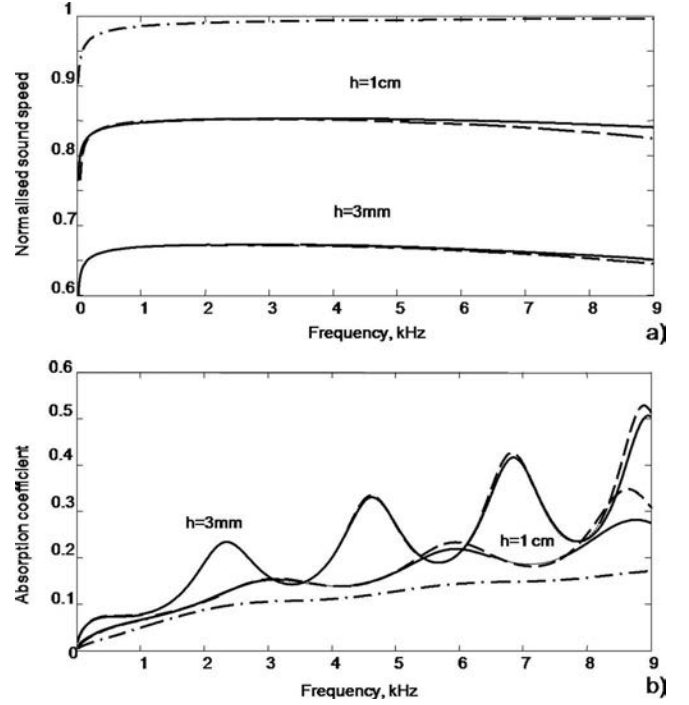 1
0.9
0.8
0.7
0.6
Normalised sound speed
h=1cm
h=3mm
0 1 2 3 4 5 6 7 8 9
Frequency, kHz
a)
0.6
0.5
0.4
0.3
0.2
0.1
0
Absorption coefficient
h=3mm
h=1 cm
1 2 3 4 5 6 7 8 9
Frequency, kHz
b)